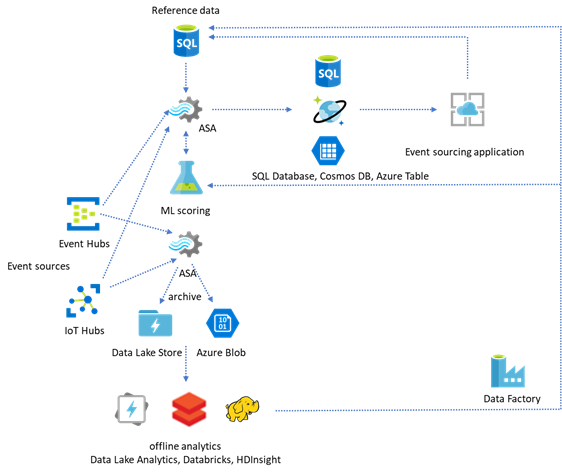 Reference data
SQL
SQL
ASA
Event sourcing application
SQL Database, Cosmos DB, Azure Table
ML scoring
Event Hubs
Event sources
ASA
archive
IoT Hubs
10
01
Data Lake Store
Azure Blob
Data Factory
offline analytics
Data Lake Analytics, Databricks, HDInsight